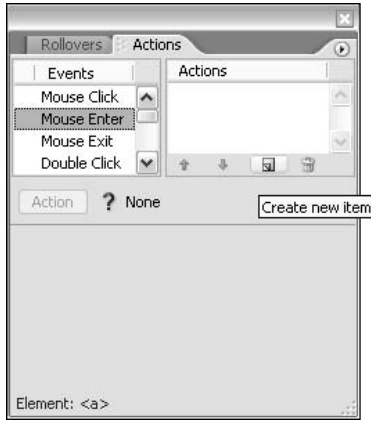 Rollovers Actions
Events Actions
Mouse Click
Mouse Enter
Mouse Exit
Double Click
Action ? None
Create new item
Element: <a>